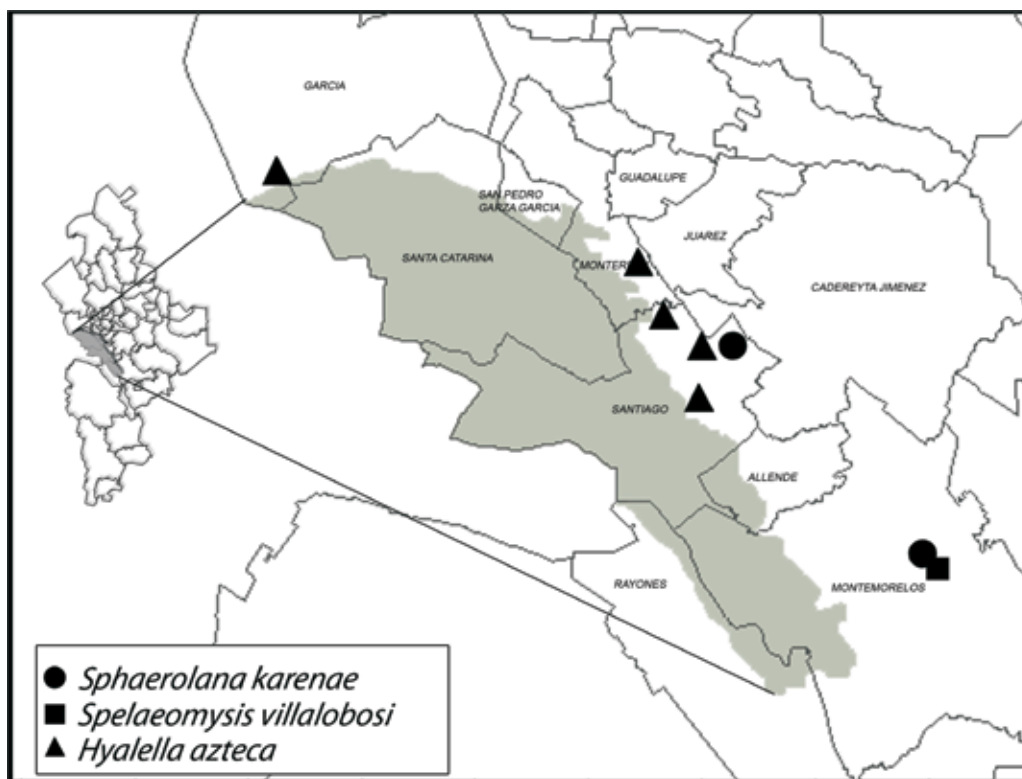 GARCIA
GUADALUPE
SAN PEDRO
GARZA GARCIA
JUAREZ
SANTA CATARINA
MONTER
CADEREYTA JIMENEZ
SANTIAGO
ALLENDE
RAYONES
MONTEMORELOS
Sphaerolana karenae
Spelaeomysis villalobosi
Hyalella azteca